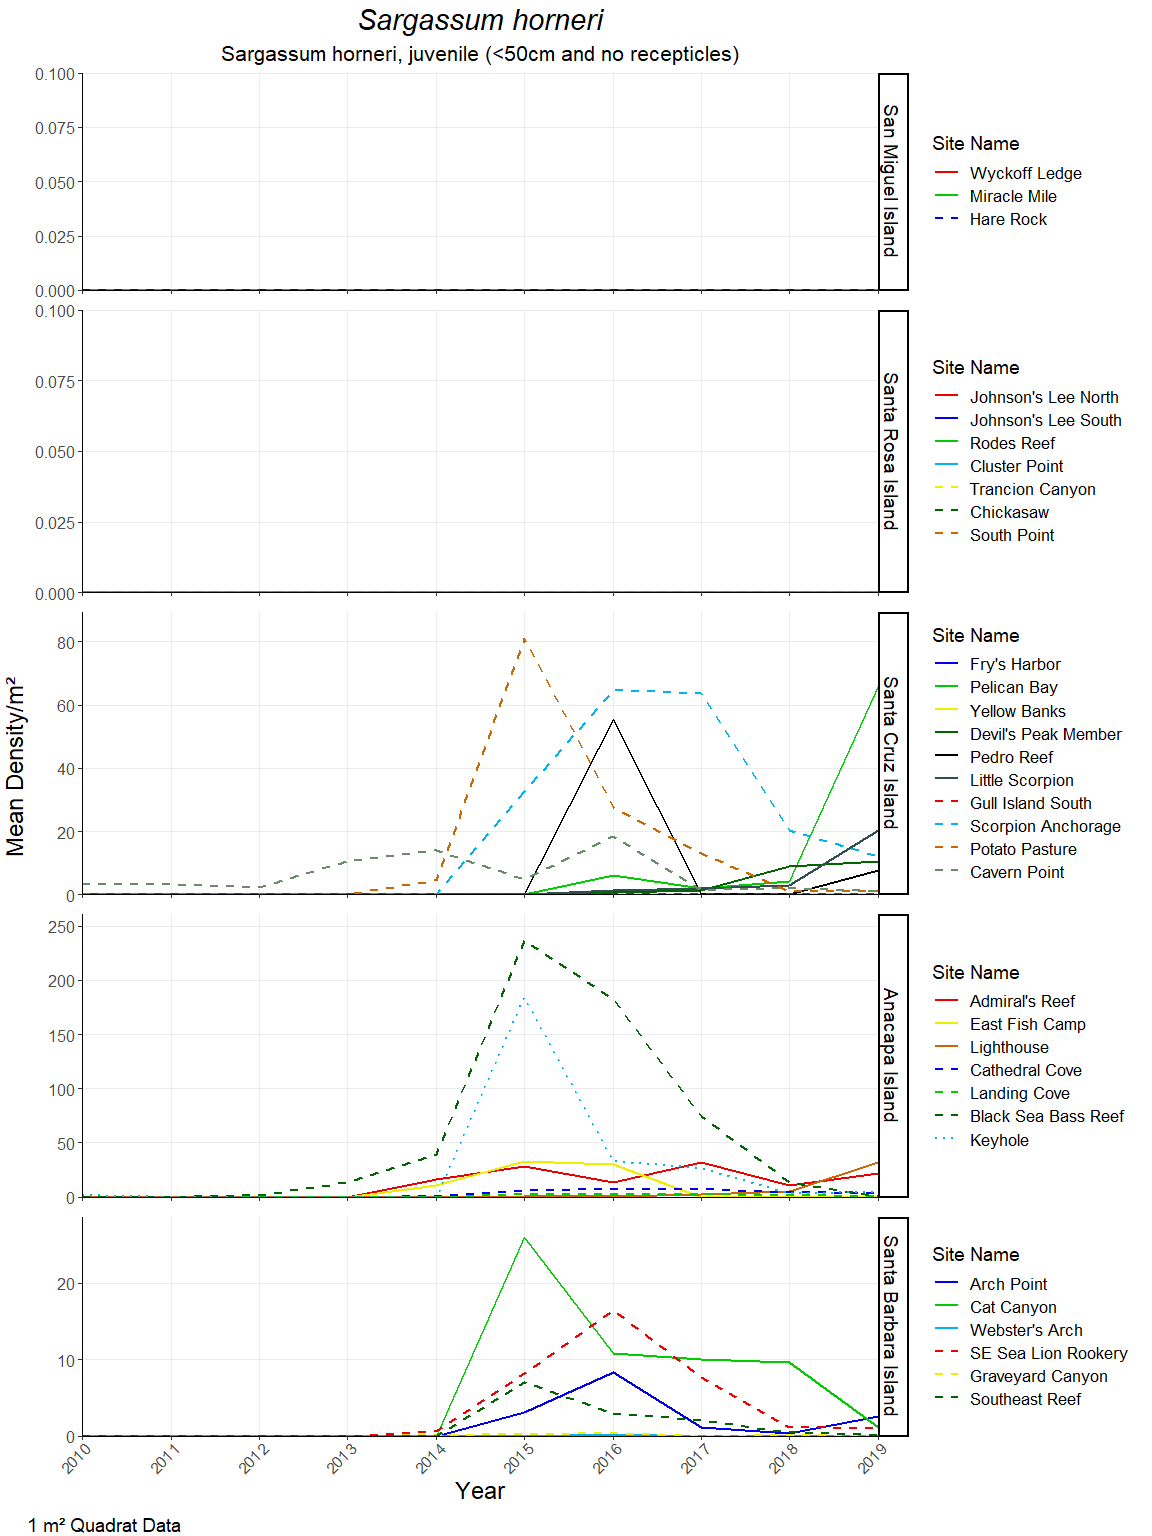 Sargassum horneri
Sargassum horneri, juvenile (<50cm and no recepticles)
Mean Density/m²
0.100
0.075
0.050
0.025
0.000
San Miguel Island
Site Name
Wyckoff Ledge
Miracle Mile
Hare Rock
0.100
0.075
0.050
0.025
0.000
Santa Rosa Island
Site Name
Johnson's Lee North
Johnson's Lee South
Rodes Reef
Cluster Point
Trancion Canyon
Chickasaw
South Point
80
60
40
20
0
Santa Cruz Island
Site Name
Fry's Harbor
Pelican Bay
Yellow Banks
Devil's Peak Member
Pedro Reef
Little Scorpion
Gull Island South
Scorpion Anchorage
Potato Pasture
Cavern Point
250
200
150
100
50
0
Anacapa Island
Site Name
Admiral's Reef
East Fish Camp
Lighthouse
Cathedral Cove
Landing Cove
Black Sea Bass Reef
Keyhole
20
10
0
Santa Barbara Island
Site Name
Arch Point
Cat Canyon
Webster's Arch
SE Sea Lion Rookery
Graveyard Canyon
Southeast Reef
2010
2011
2012
2013
2014
2015
2016
2017
2018
2019
Year
1 m² Quadrat Data